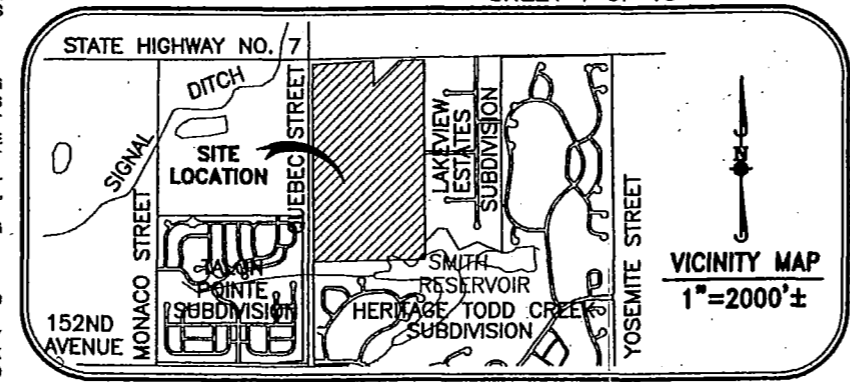 STATE HIGHWAY NO. 7
SIGNAL
DITCH
QUEBEC STREET
SITE
LOCATION
LAKEVIEW
ESTATES
SUBDIVISION
MONACO STREET
YOSEMITE STREET
N
TALON
POINTE
SUBDIVISION
SMITH
RESERVOIR
HERITAGE TODD CREEK
SUBDIVISION
152ND
AVENUE
VICINITY MAP
1"=2000'±